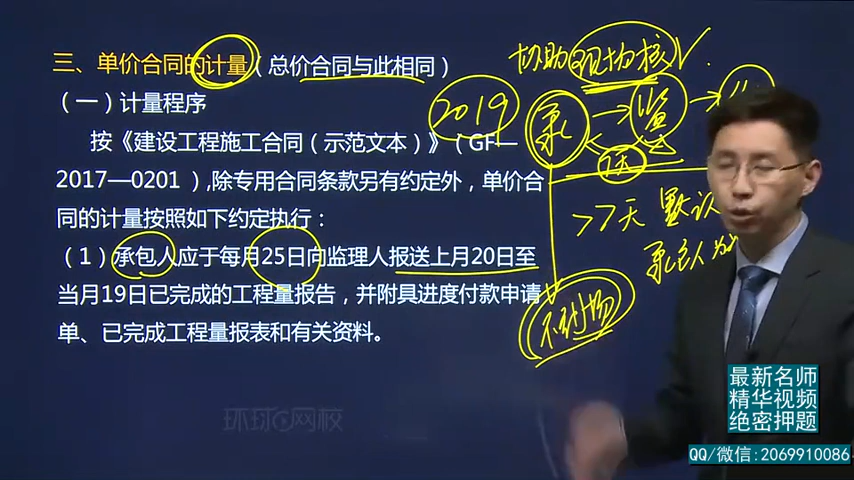 三、单价合同的计量（总价合同与此相同）
（一）计量程序
按《建设工程施工合同（示范文本）》（GF—
2017—0201 ）,除专用合同条款另有约定外，单价合
同的计量按照如下约定执行：
（1）承包人应于每月25日向监理人报送上月20日至
当月19日已完成的工程量报告，并附具进度付款申请
单、已完成工程量报表和有关资料。
协助现场核
2019
承
监
7天
>7天 默认
不到场
环球网校
最新名师
精华视频
绝密押题
QQ/微信:2069910086